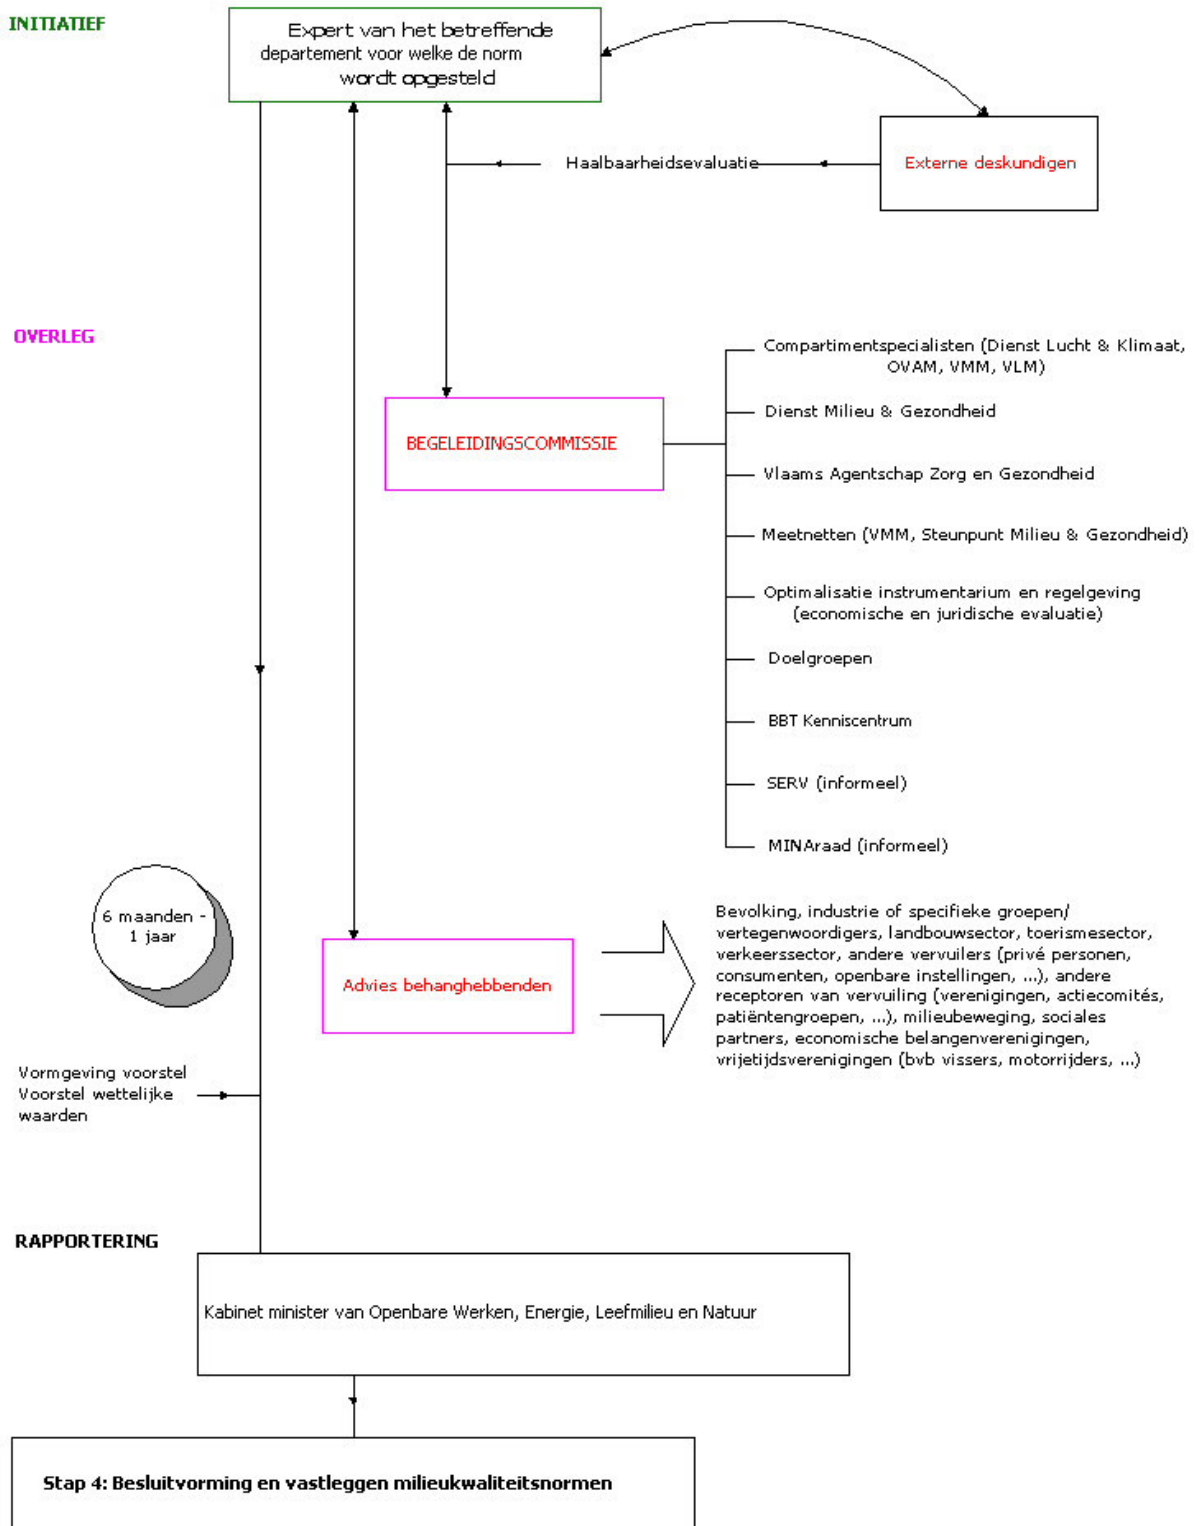 INITIATIEF
Expert van het betreffende
departement voor welke de norm
wordt opgesteld
Haalbaarheidsevaluatie
Externe deskundigen
OVERLEG
BEGELEIDINGSCOMMISSIE
Compartimentspecialisten (Dienst Lucht & Klimaat,
OVAM, VMM, VLM)
Dienst Milieu & Gezondheid
Vlaams Agentschap Zorg en Gezondheid
Meetnetten (VMM, Steunpunt Milieu & Gezondheid)
Optimalisatie instrumentarium en regelgeving
(economische en juridische evaluatie)
Doelgroepen
BBT Kenniscentrum
SERV (informeel)
MINAraad (informeel)
6 maanden -
1 jaar
Advies behanghebbenden
Bevolking, industrie of specifieke groepen/
vertegenwoordigers, landbouwsector, toerismesector,
verkeerssector, andere vervuilers (privé personen,
consumenten, openbare instellingen, ...), andere
receptoren van vervuiling (verenigingen, actiecomités,
patiëntengroepen, ...), milieubeweging, sociales
partners, economische belangenverenigingen,
vrijetijdsverenigingen (bvb vissers, motorrijders, ...)
Vormgeving voorstel
Voorstel wettelijke
waarden
RAPPORTERING
Kabinet minister van Openbare Werken, Energie, Leefmilieu en Natuur
Stap 4: Besluitvorming en vastleggen milieukwaliteitsnormen